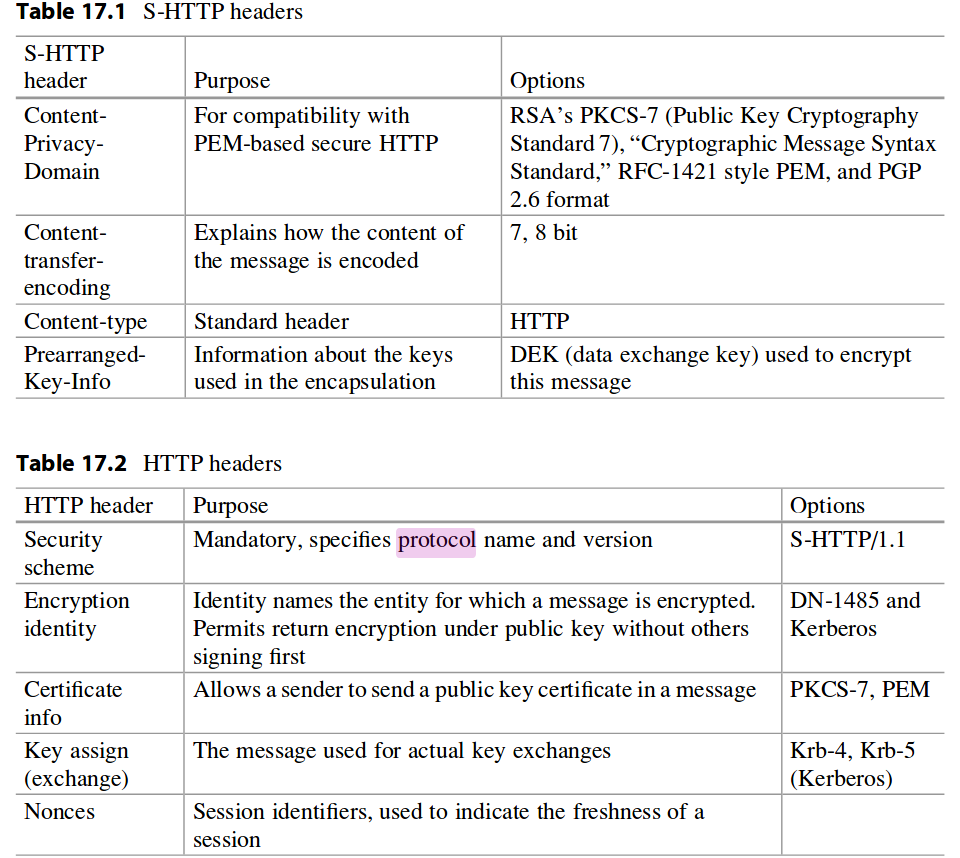 Table 17.1 S-HTTP headers
S-HTTP
header
Purpose
Options
Content-
Privacy-
Domain
For compatibility with
PEM-based secure HTTP
RSA's PKCS-7 (Public Key Cryptography
Standard 7), “Cryptographic Message Syntax
Standard,” RFC-1421 style PEM, and PGP
2.6 format
Content-
transfer-
encoding
Explains how the content of
the message is encoded
7, 8 bit
Content-type
Standard header
HTTP
Prearranged-
Key-Info
Information about the keys
used in the encapsulation
DEK (data exchange key) used to encrypt
this message
Table 17.2 HTTP headers
HTTP header
Purpose
Options
Security
scheme
Mandatory, specifies protocol name and version
S-HTTP/1.1
Encryption
identity
Identity names the entity for which a message is encrypted.
Permits return encryption under public key without others
signing first
DN-1485 and
Kerberos
Certificate
info
Allows a sender to send a public key certificate in a message
PKCS-7, PEM
Key assign
(exchange)
The message used for actual key exchanges
Krb-4, Krb-5
(Kerberos)
Nonces
Session identifiers, used to indicate the freshness of a
session